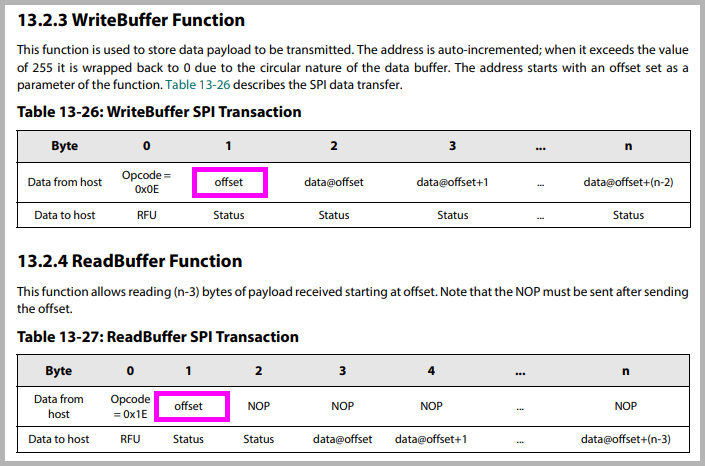 13.2.3 WriteBuffer Function
This function is used to store data payload to be transmitted. The address is auto-incremented; when it exceeds the value
of 255 it is wrapped back to 0 due to the circular nature of the data buffer. The address starts with an offset set as a
parameter of the function. Table 13-26 describes the SPI data transfer.
Table 13-26: WriteBuffer SPI Transaction
Byte 0 1 2 3 ... n
Data from host Opcode = 0x0E offset data@offset data@offset+1 ... data@offset+(n-2)
Data to host RFU Status Status Status ... Status
13.2.4 ReadBuffer Function
This function allows reading (n-3) bytes of payload received starting at offset. Note that the NOP must be sent after sending
the offset.
Table 13-27: ReadBuffer SPI Transaction
Byte 0 1 2 3 4 ... n
Data from host Opcode = 0x1E offset NOP NOP NOP ... NOP
Data to host RFU Status Status data@offset data@offset+1 ... data@offset+(n-3)